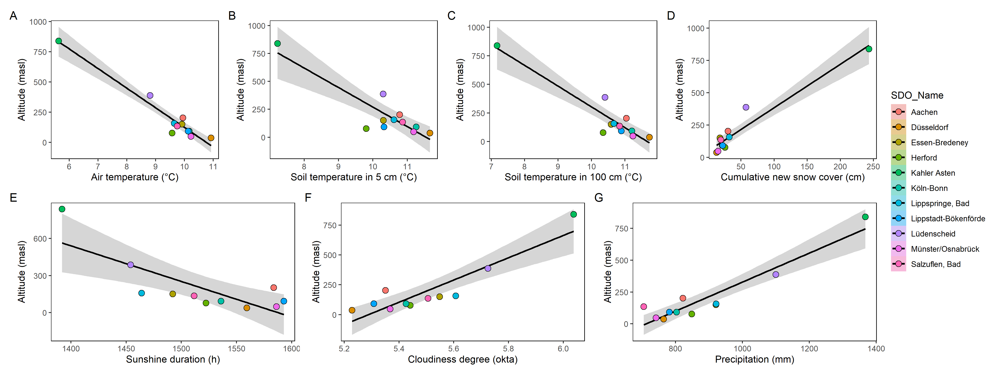 A
B
C
D
1000
750
500
250
0
Altitude (masl)
6 7 8 9 10 11
Air temperature (°C)
1000
750
500
250
0
Altitude (masl)
8 9 10 11
Soil temperature in 5 cm (°C)
1000
750
500
250
0
Altitude (masl)
7 8 9 10 11
Soil temperature in 100 cm (°C)
1000
750
500
250
0
Altitude (masl)
50 100 150 200 250
Cumulative new snow cover (cm)
E
F
G
600
300
0
Altitude (masl)
1400 1450 1500 1550 1600
Sunshine duration (h)
750
500
250
0
Altitude (masl)
5.2 5.4 5.6 5.8 6.0
Cloudiness degree (okta)
750
500
250
0
Altitude (masl)
800 1000 1200 1400
Precipitation (mm)
SDO_Name
Aachen
Düsseldorf
Essen-Bredeney
Herford
Kahler Asten
Köln-Bonn
Lippspringe, Bad
Lippstadt-Bökenförde
Lüdenscheid
Münster/Osnabrück
Salzuflen, Bad